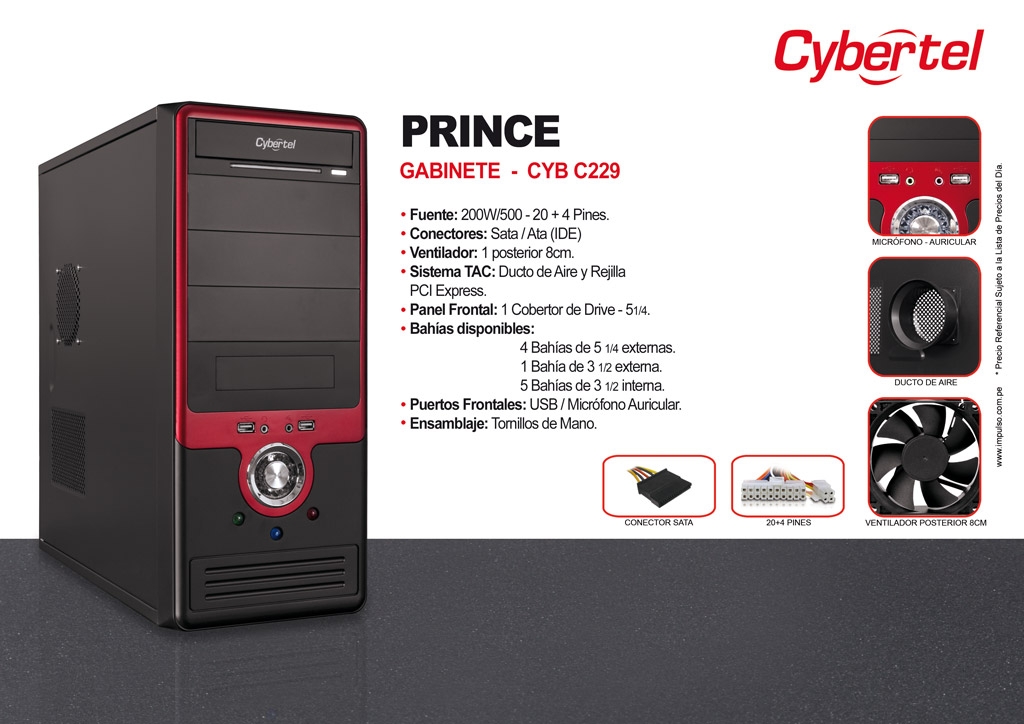 Cybertel
Cybertel
PRINCE
GABINETE - CYB C229
• Fuente: 200W/500 - 20 + 4 Pines.
• Conectores: Sata / Ata (IDE)
• Ventilador: 1 posterior 8cm.
• Sistema TAC: Ducto de Aire y Rejilla
PCI Express.
• Panel Frontal: 1 Cobertor de Drive - 51/4.
• Bahías disponibles:
4 Bahías de 5 1/4 externas.
1 Bahía de 3 1/2 externa.
5 Bahías de 3 1/2 interna.
• Puertos Frontales: USB / Micrófono Auricular.
• Ensamblaje: Tornillos de Mano.
CONECTOR SATA
20+4 PINES
MICRÓFONO - AURICULAR
DUCTO DE AIRE
VENTILADOR POSTERIOR 8CM
www.impulso.com.pe * Precio Referencial Sujeto a la Lista de Precios del Dia.